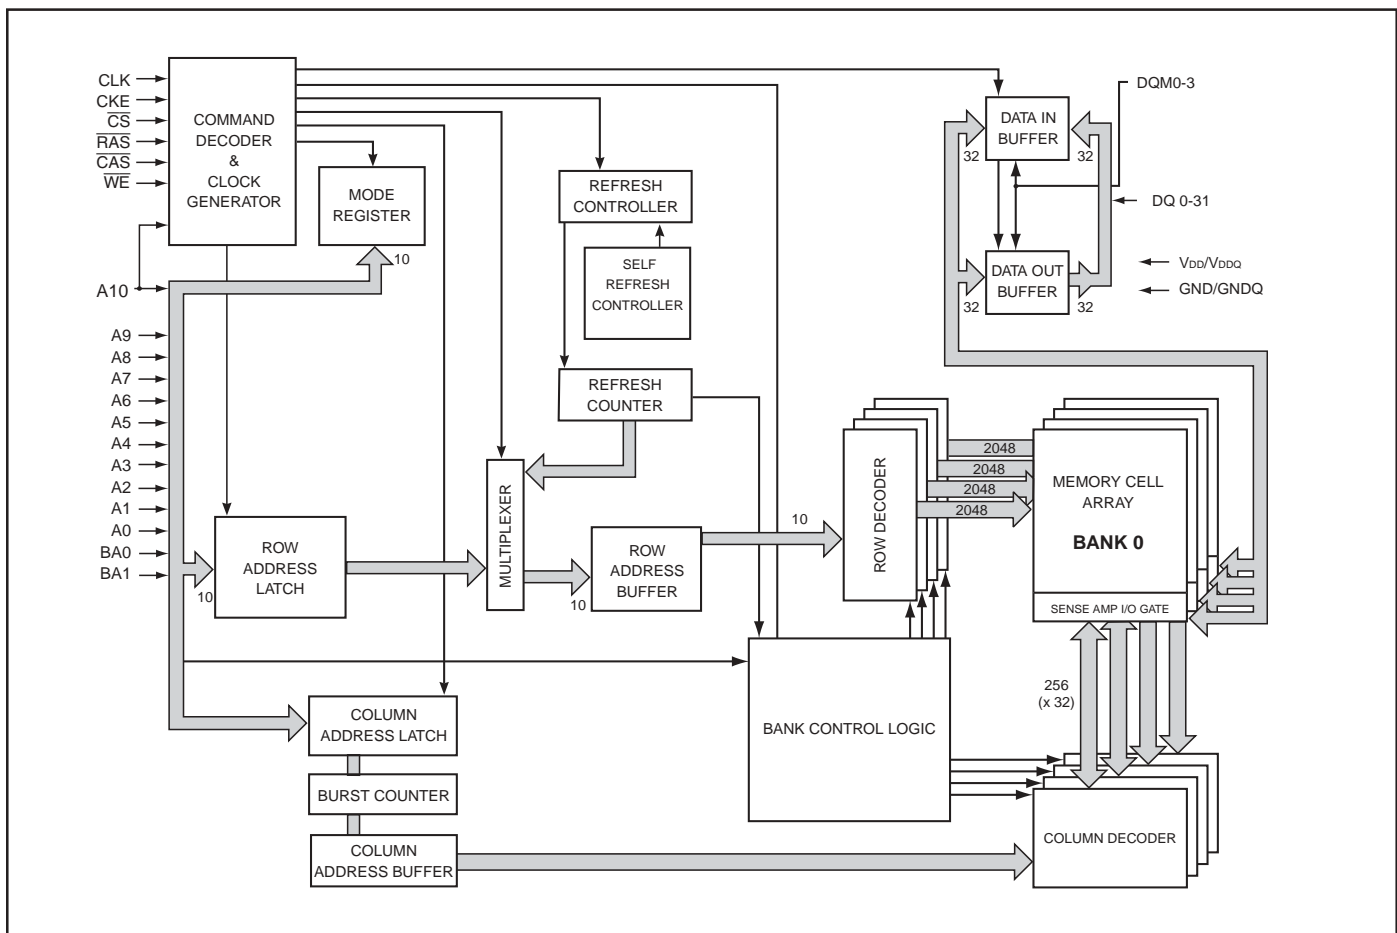 CLK
CKE
CS
RAS
CAS
WE
A10
A9
A8
A7
A6
A5
A4
A3
A2
A1
A0
BA0
BA1
COMMAND
DECODER
&
CLOCK
GENERATOR
MODE
REGISTER
10
REFRESH
CONTROLLER
SELF
REFRESH
CONTROLLER
REFRESH
COUNTER
DATA IN
BUFFER
32
32
DQM0-3
DQ 0-31
DATA OUT
BUFFER
32
32
VDD/VDDQ
GND/GNDQ
10
ROW
ADDRESS
LATCH
MULTIPLEXER
10
ROW
ADDRESS
BUFFER
10
ROW DECODER
2048
2048
2048
2048
MEMORY CELL
ARRAY
BANK 0
SENSE AMP I/O GATE
256
(x 32)
BANK CONTROL LOGIC
COLUMN
ADDRESS LATCH
BURST COUNTER
COLUMN
ADDRESS BUFFER
COLUMN DECODER